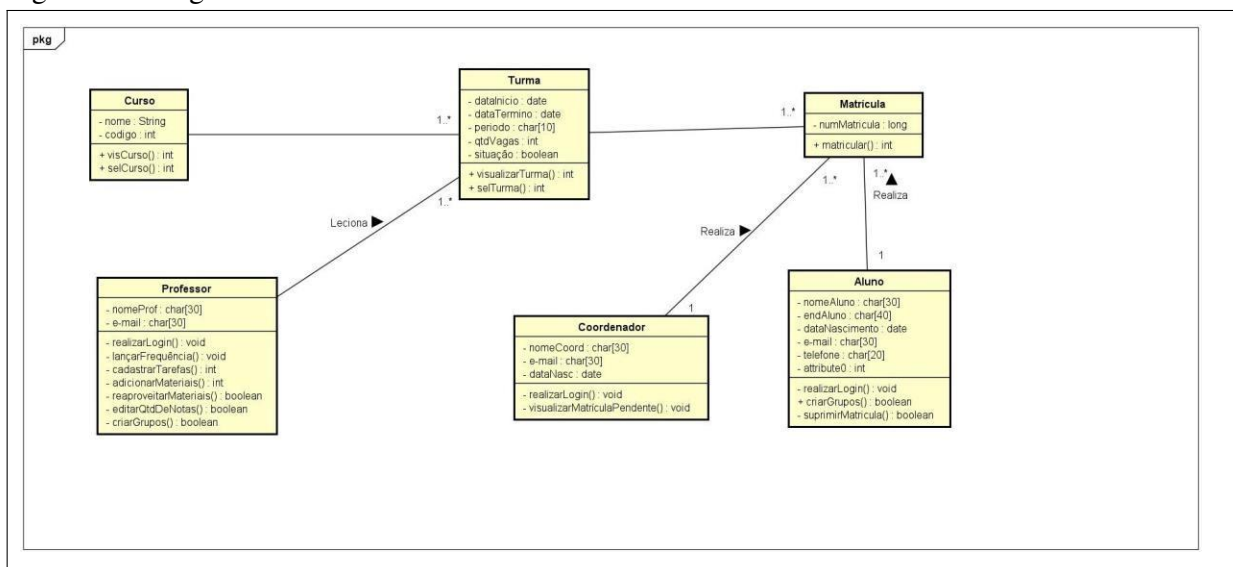 pkg
Curso
- nome : String
- codigo : int
+ visCurso() : int
+ selCurso() : int
1..*
Turma
- dataInicio : date
- dataTermino : date
- periodo : char[10]
- qtdVagas : int
- situação : boolean
+ visualizarTurma() : int
+ selTurma() : int
1..*
1..*
Matrícula
- numMatricula : long
+ matricular() : int
1..*
1..*
Realiza
Leciona
Realiza
1
1
Professor
- nomeProf : char[30]
- e-mail : char[30]
- realizarLogin() : void
- lançarFrequência() : void
- cadastrarTarefas() : int
- adicionarMateriais() : int
- reaproveitarMateriais() : boolean
- editarQtdDeNotas() : boolean
- criarGrupos() : boolean
Coordenador
- nomeCoord : char[30]
- e-mail : char[30]
- dataNasc : date
- realizarLogin() : void
- visualizarMatrículaPendente() : void
Aluno
- nomeAluno : char[30]
- endAluno : char[40]
- dataNascimento : date
- e-mail : char[30]
- telefone : char[20]
- attribute0 : int
- realizarLogin() : void
+ criarGrupos() : boolean
- suprimirMatricula() : boolean